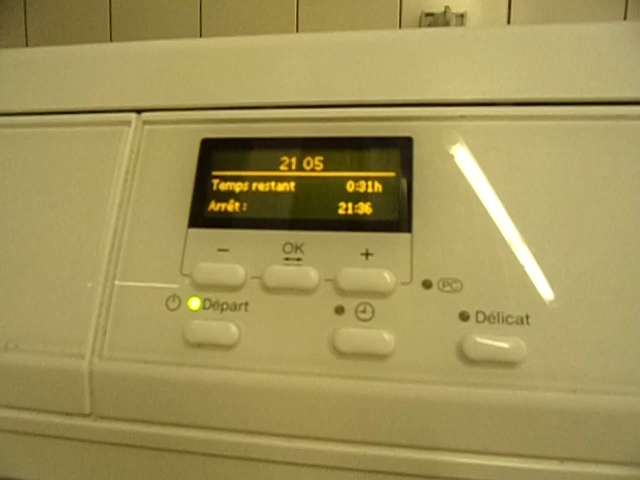 21 05
Temps restant 0:31h
Arrêt : 21:36
− OK +
PC
Départ
Délicat